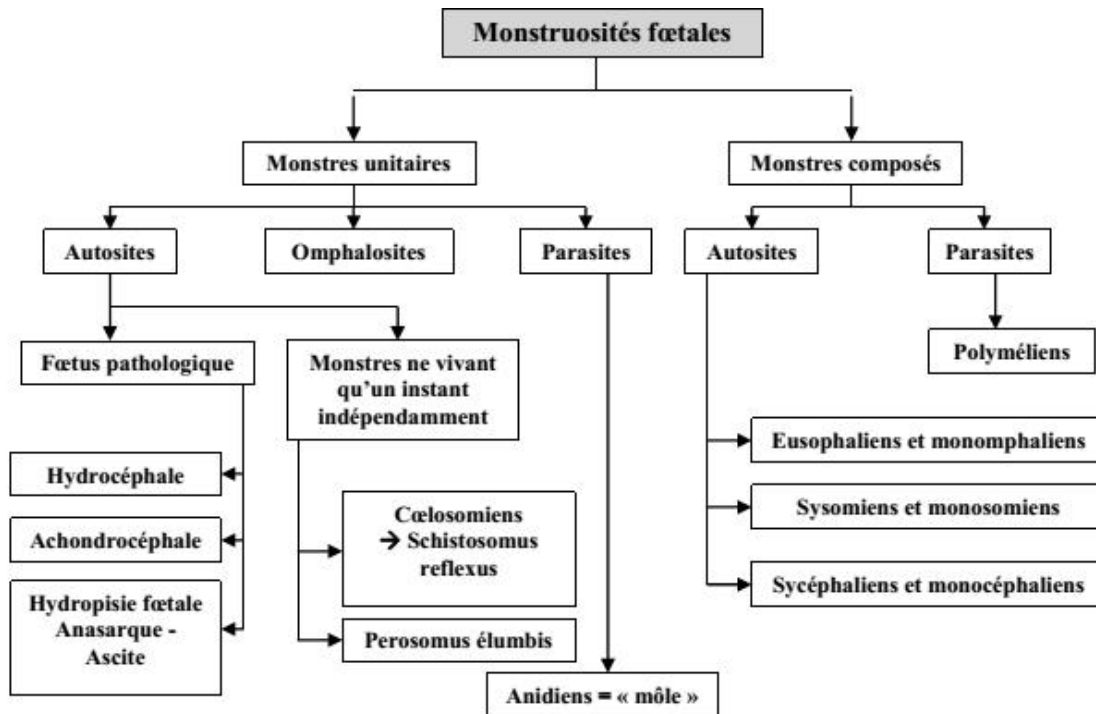 Monstruosités fœtales
Monstres unitaires
Monstres composés
Autosites
Omphalosites
Parasites
Autosites
Parasites
Fœtus pathologique
Monstres ne vivant
qu’un instant
indépendamment
Polyméliens
Hydrocéphale
Achondrocéphale
Hydropisie fœtale
Anasarque -
Ascite
Cœlosomiens
→ Schistosomus
reflexus
Perosomus élumbis
Anidiens = « môle »
Eusophaliens et monomphaliens
Sysomiens et monosomiens
Sycéphaliens et monocéphaliens